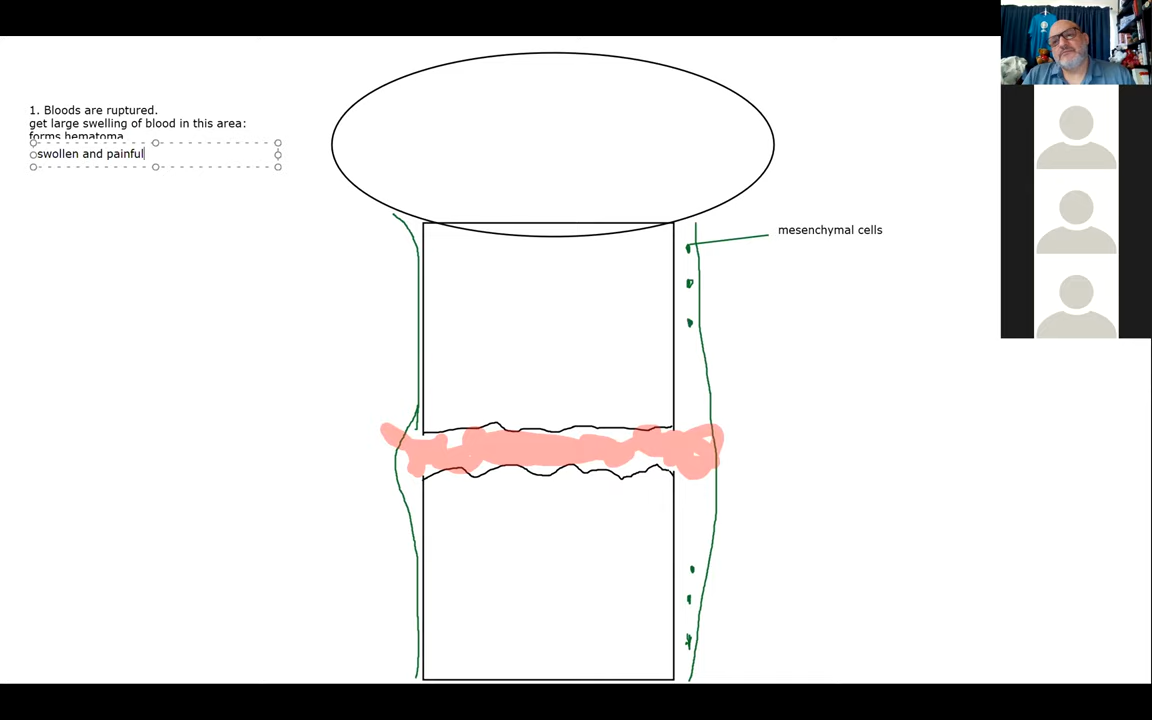 1. Bloods are ruptured.
get large swelling of blood in this area:
forms hematoma
swollen and painful
mesenchymal cells